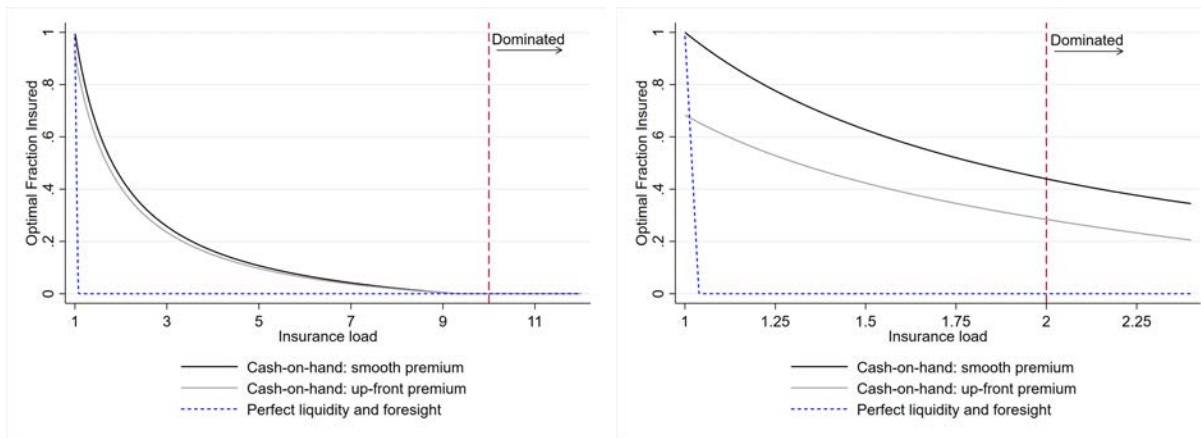 Dominated
Optimal Fraction Insured
1
.8
.6
.4
.2
0
1 3 5 7 9 11
Insurance load
Cash-on-hand: smooth premium
Cash-on-hand: up-front premium
Perfect liquidity and foresight
Dominated
Optimal Fraction Insured
1
.8
.6
.4
.2
0
1 1.25 1.5 1.75 2 2.25
Insurance load
Cash-on-hand: smooth premium
Cash-on-hand: up-front premium
Perfect liquidity and foresight